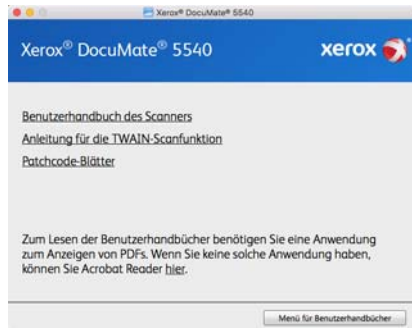 Xerox® DocuMate® 5540
Xerox® DocuMate® 5540
xerox
Benutzerhandbuch des Scanners
Anleitung für die TWAIN-Scanfunktion
Patchcode-Blätter
Zum Lesen der Benutzerhandbücher benötigen Sie eine Anwendung
zum Anzeigen von PDFs. Wenn Sie keine solche Anwendung haben,
können Sie Acrobat Reader hier.
Menü für Benutzerhandbücher